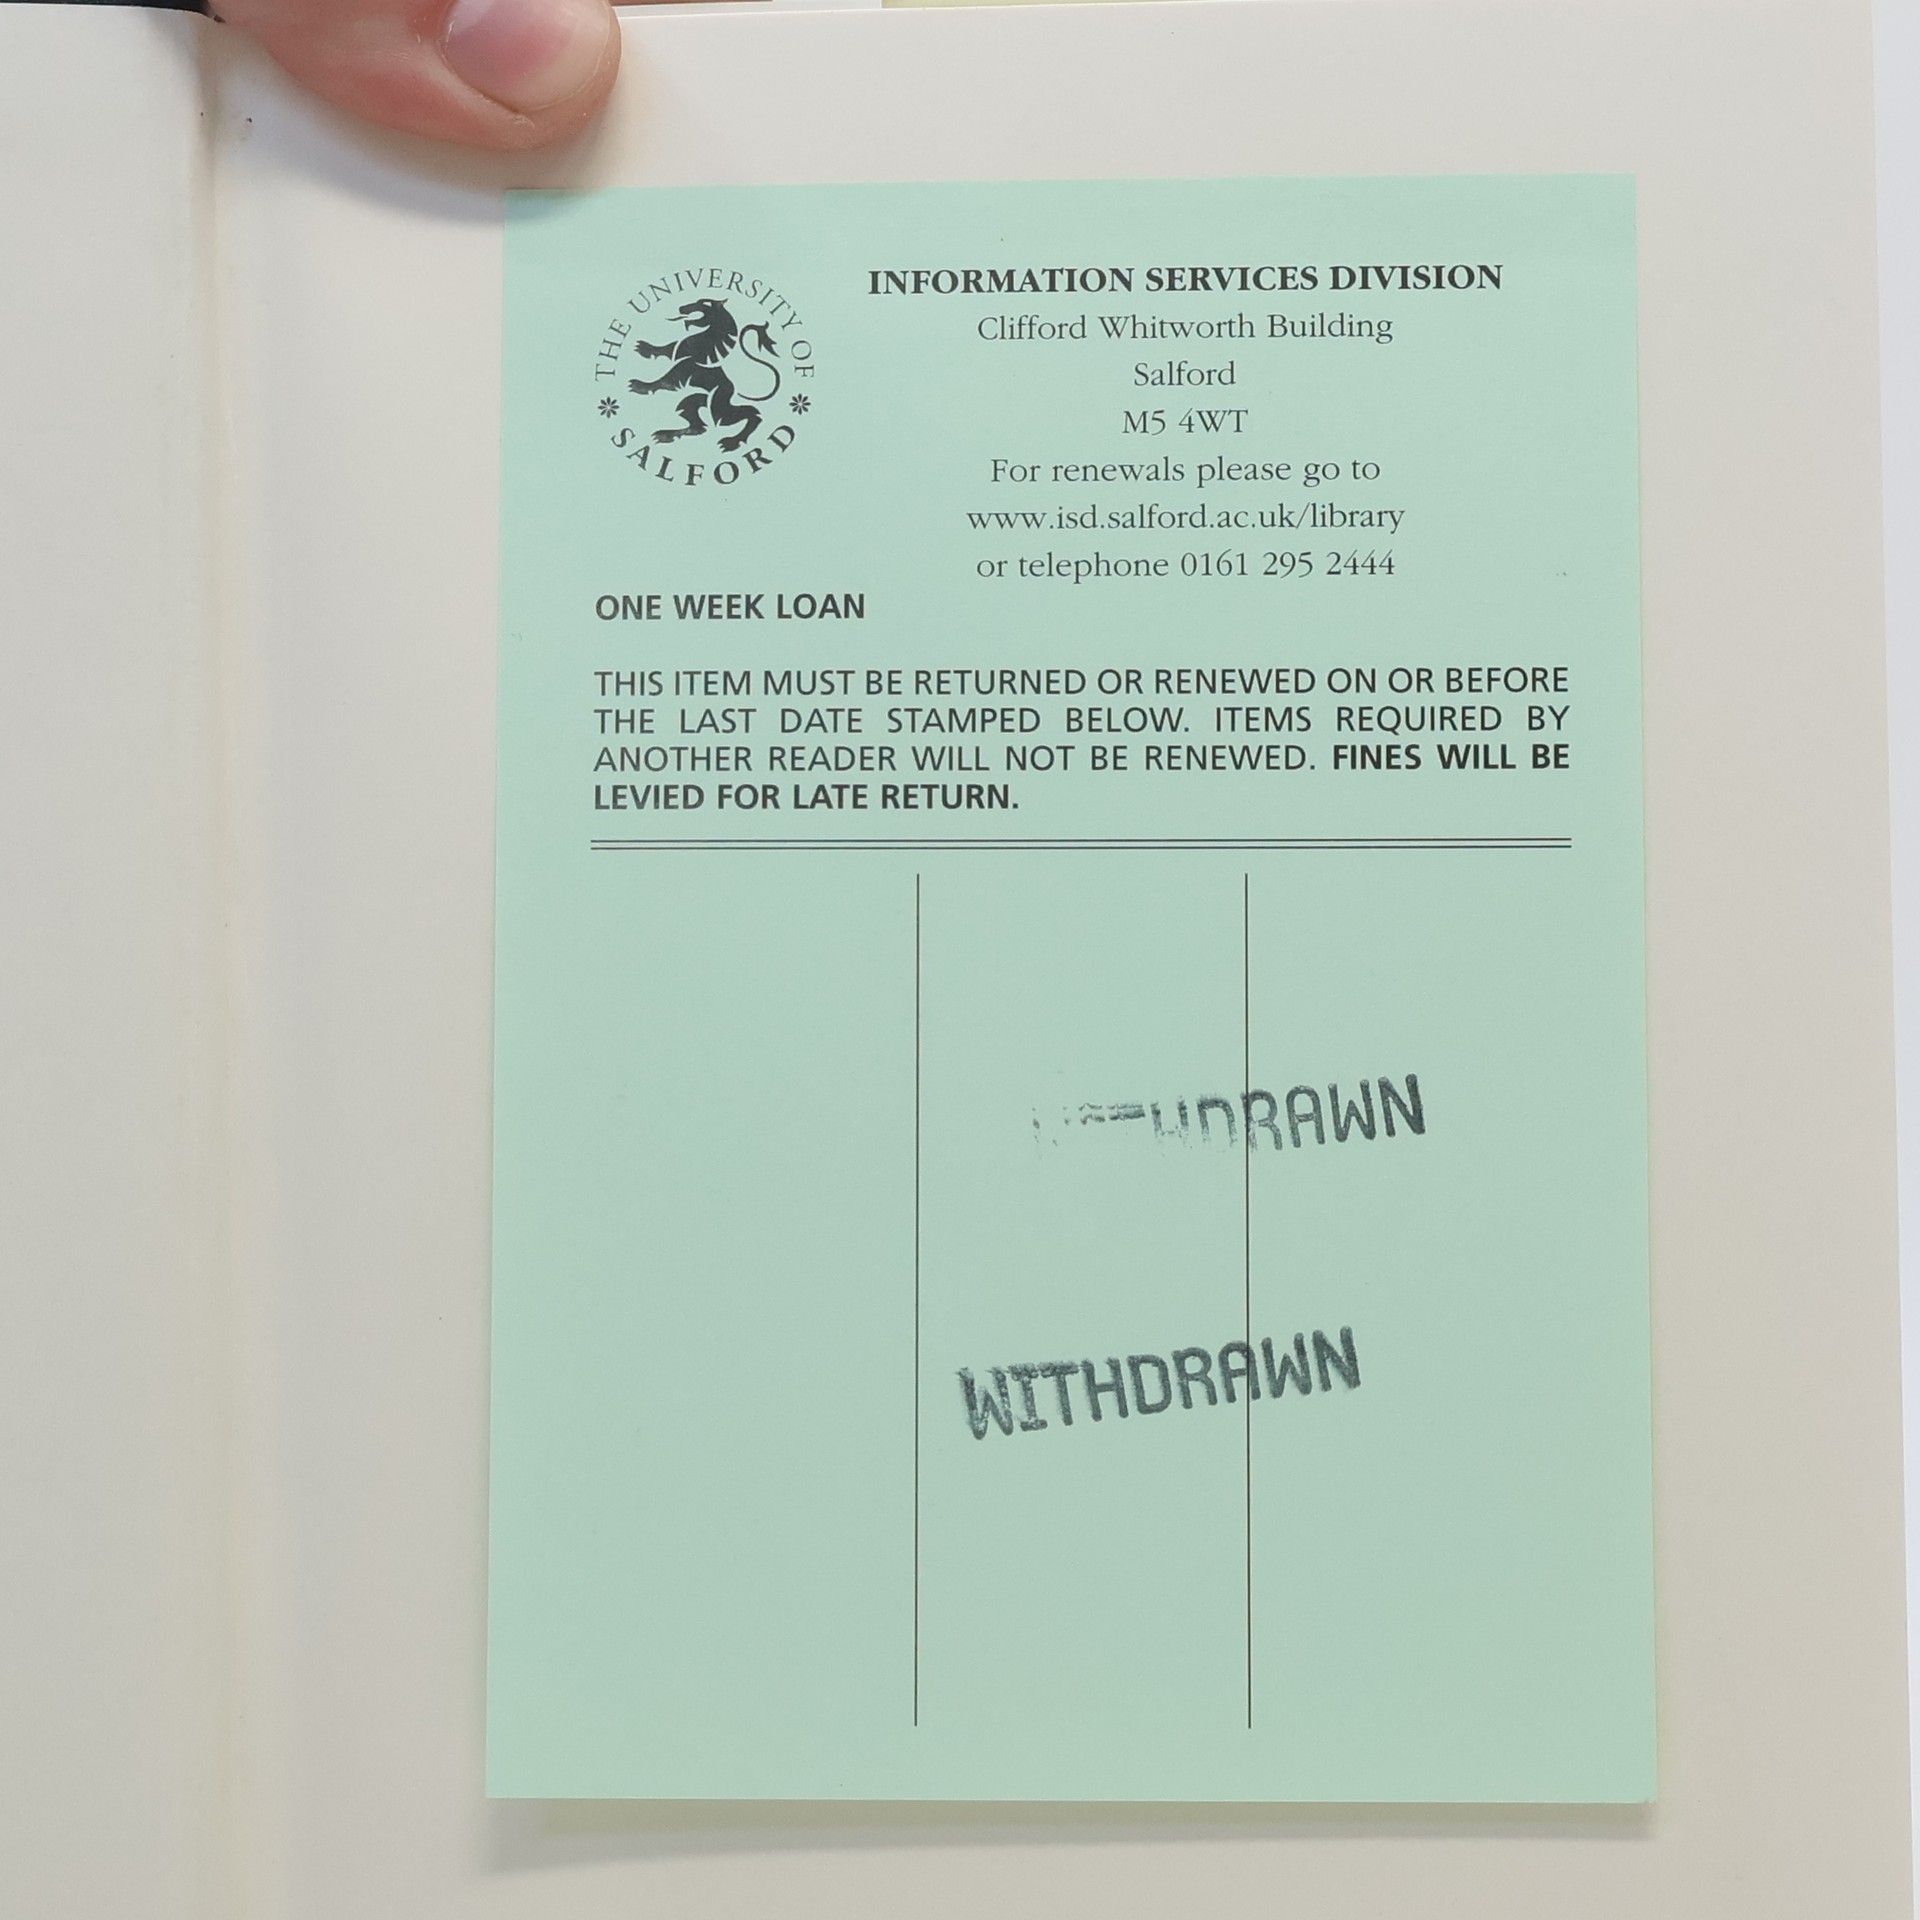 THE UNIVERSITY OF
SALFORD
INFORMATION SERVICES DIVISION
Clifford Whitworth Building
Salford
M5 4WT
For renewals please go to
www.isd.salford.ac.uk/library
or telephone 0161 295 2444
ONE WEEK LOAN
THIS ITEM MUST BE RETURNED OR RENEWED ON OR BEFORE
THE LAST DATE STAMPED BELOW. ITEMS REQUIRED BY
ANOTHER READER WILL NOT BE RENEWED. FINES WILL BE
LEVIED FOR LATE RETURN.
WITHDRAWN
WITHDRAWN